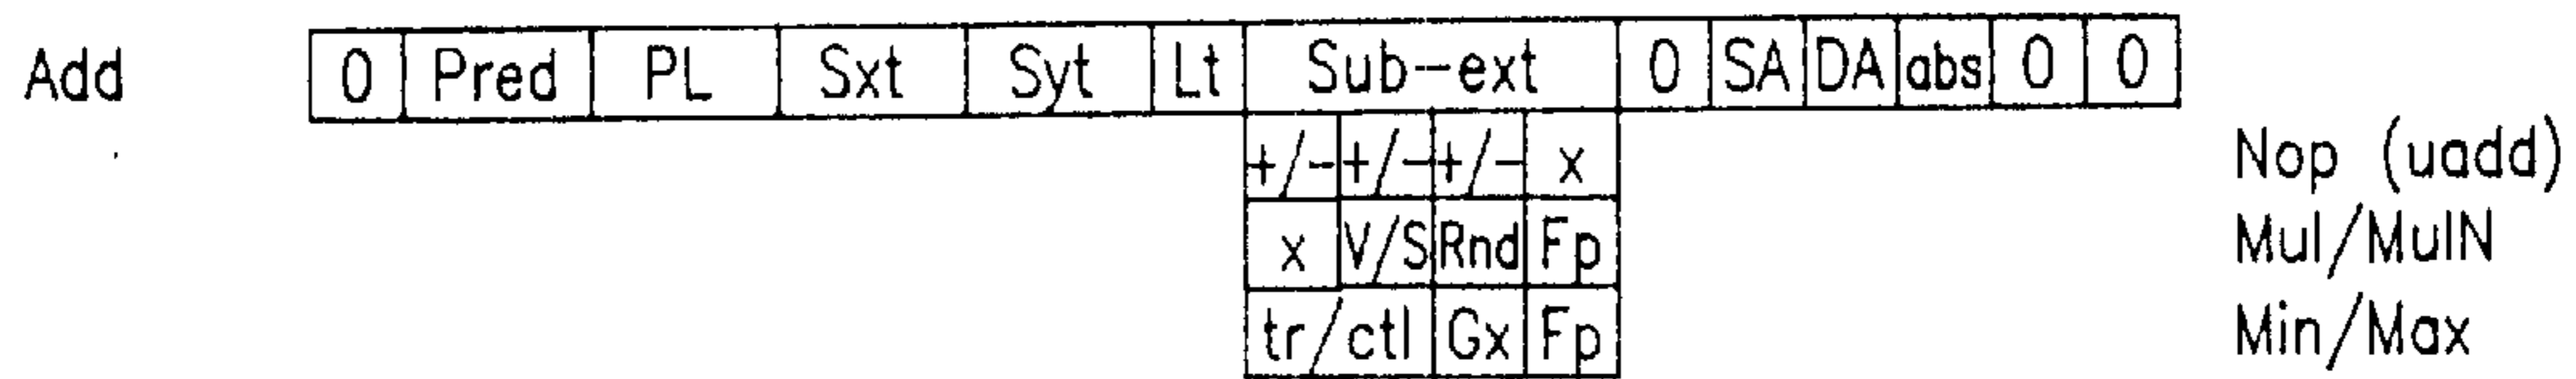 Add 0 Pred PL Sxt Syt Lt Sub-ext 0 SA DA abs 0 0
+/- +/- +/- x Nop (uadd)
x V/S Rnd Fp Mul/MulN
tr/ctl Gx Fp Min/Max